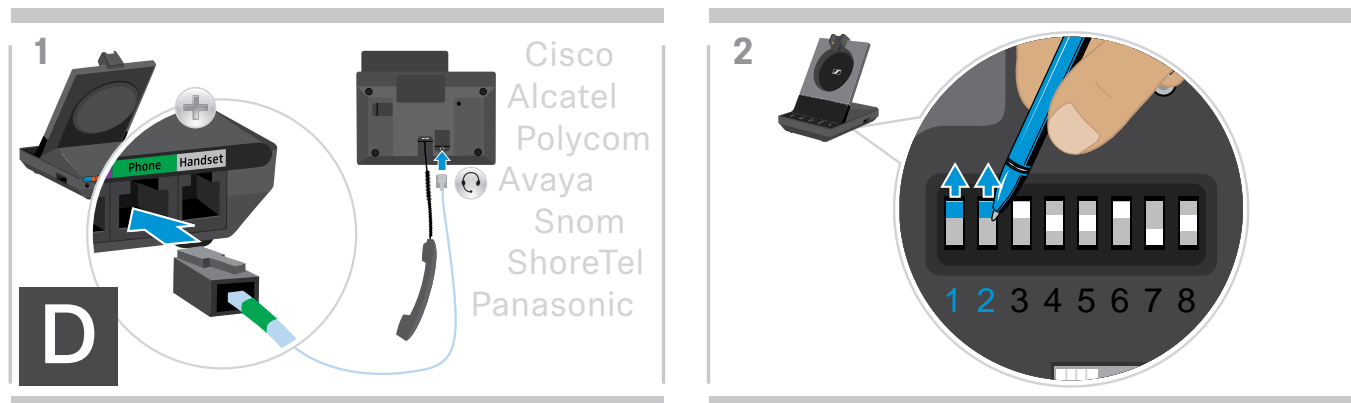 1
Cisco
Alcatel
Polycom
Avaya
Snom
ShoreTel
Panasonic
Phone Handset
D
2
1 2 3 4 5 6 7 8